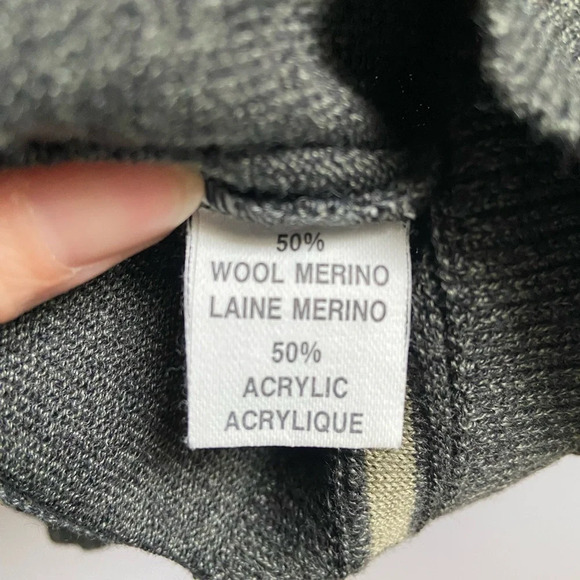 50%
WOOL MERINO
LAINE MERINO
50%
ACRYLIC
ACRYLIQUE